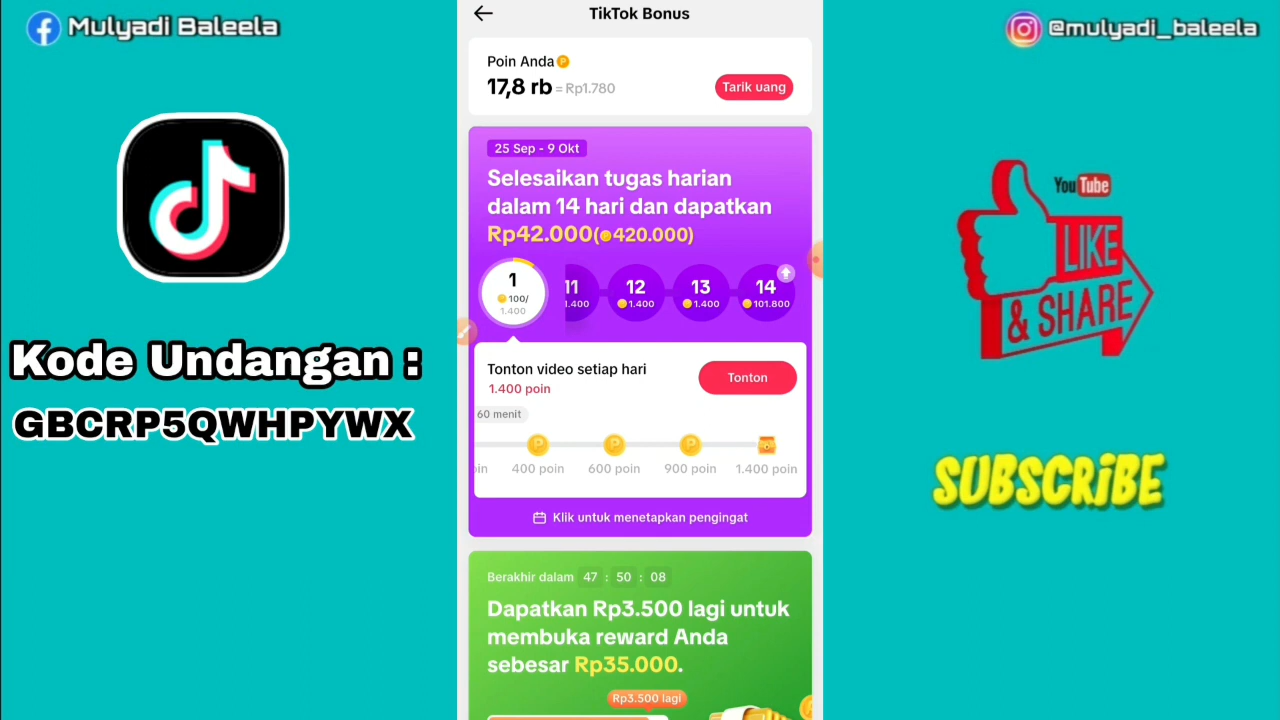 Mulyadi Baleela
Kode Undangan :
GBCRP5QWHPYWX
TikTok Bonus
Poin Anda
17,8 rb = Rp1.780
Tarik uang
25 Sep - 9 Okt
Selesaikan tugas harian
dalam 14 hari dan dapatkan
Rp42.000(420.000)
1
100/
1.400
11
1.400
12
1.400
13
1.400
14
101.800
Tonton video setiap hari
1.400 poin
Tonton
60 menit
400 poin
600 poin
900 poin
1.400 poin
Klik untuk menetapkan pengingat
Berakhir dalam 47 : 50 : 08
Dapatkan Rp3.500 lagi untuk
membuka reward Anda
sebesar Rp35.000.
Rp3.500 lagi
@mulyadi_baleela
YouTube
LIKE
& SHARE
SUBSCRIBE